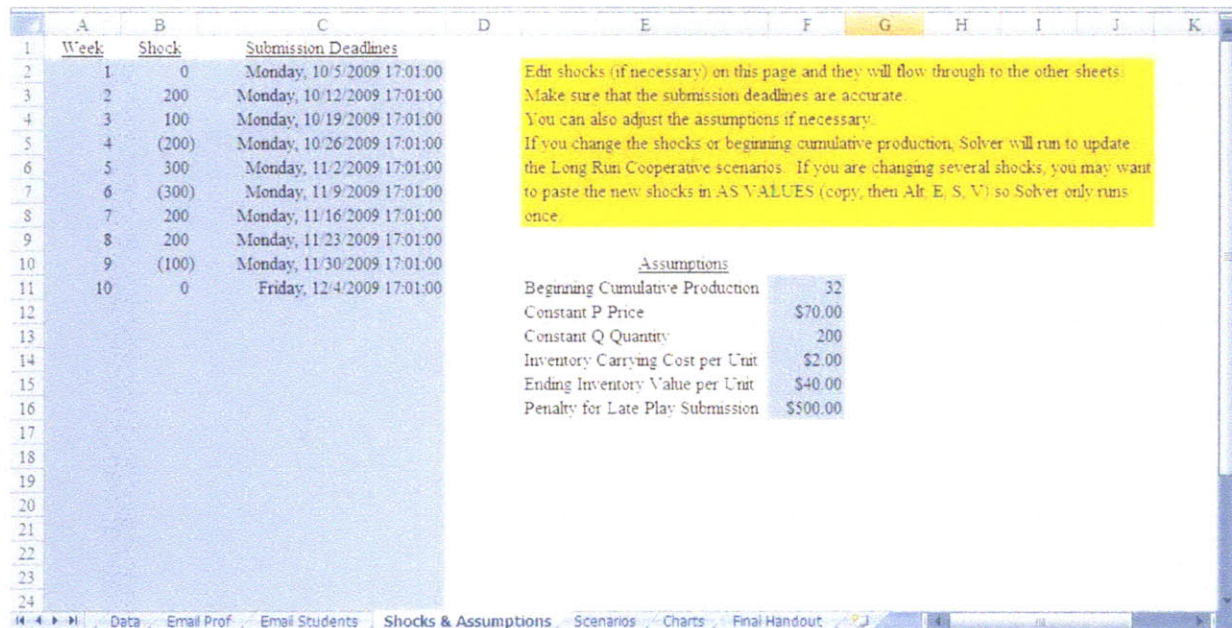 A B C D E F G H I J K
1 Week Shock Submission Deadlines
2 1 0 Monday, 10/5/2009 17:01:00 Edit shocks (if necessary) on this page and they will flow through to the other sheets.
3 2 200 Monday, 10/12/2009 17:01:00 Make sure that the submission deadlines are accurate.
4 3 100 Monday, 10/19/2009 17:01:00 You can also adjust the assumptions if necessary.
5 4 (200) Monday, 10/26/2009 17:01:00 If you change the shocks or beginning cumulative production, Solver will run to update
6 5 300 Monday, 11/2/2009 17:01:00 the Long Run Cooperative scenarios. If you are changing several shocks, you may want
7 6 (300) Monday, 11/9/2009 17:01:00 to paste the new shocks in AS VALUES (copy, then Alt, E, S, V) so Solver only runs
8 7 200 Monday, 11/16/2009 17:01:00 once.
9 8 200 Monday, 11/23/2009 17:01:00
10 9 (100) Monday, 11/30/2009 17:01:00 Assumptions
11 10 0 Friday, 12/4/2009 17:01:00 Beginning Cumulative Production 32
12 Constant P Price $70.00
13 Constant Q Quantity 200
14 Inventory Carrying Cost per Unit $2.00
15 Ending Inventory Value per Unit $40.00
16 Penalty for Late Play Submission $500.00
17
18
19
20
21
22
23
24
Data Email Prof Email Students Shocks & Assumptions Scenarios Charts Final Handout